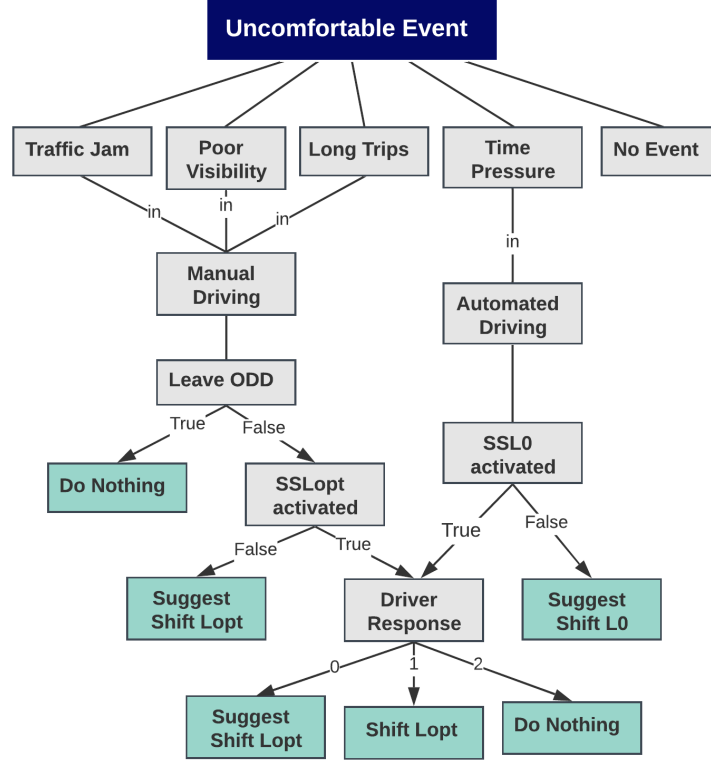 Uncomfortable Event
Traffic Jam
Poor
Visibility
Long Trips
Time
Pressure
No Event
in
in
in
in
Manual
Driving
Automated
Driving
Leave ODD
True
False
Do Nothing
SSLopt
activated
SSL0
activated
False
True
True
False
Suggest
Shift Lopt
Driver
Response
Suggest
Shift L0
0
1
2
Suggest
Shift Lopt
Shift Lopt
Do Nothing